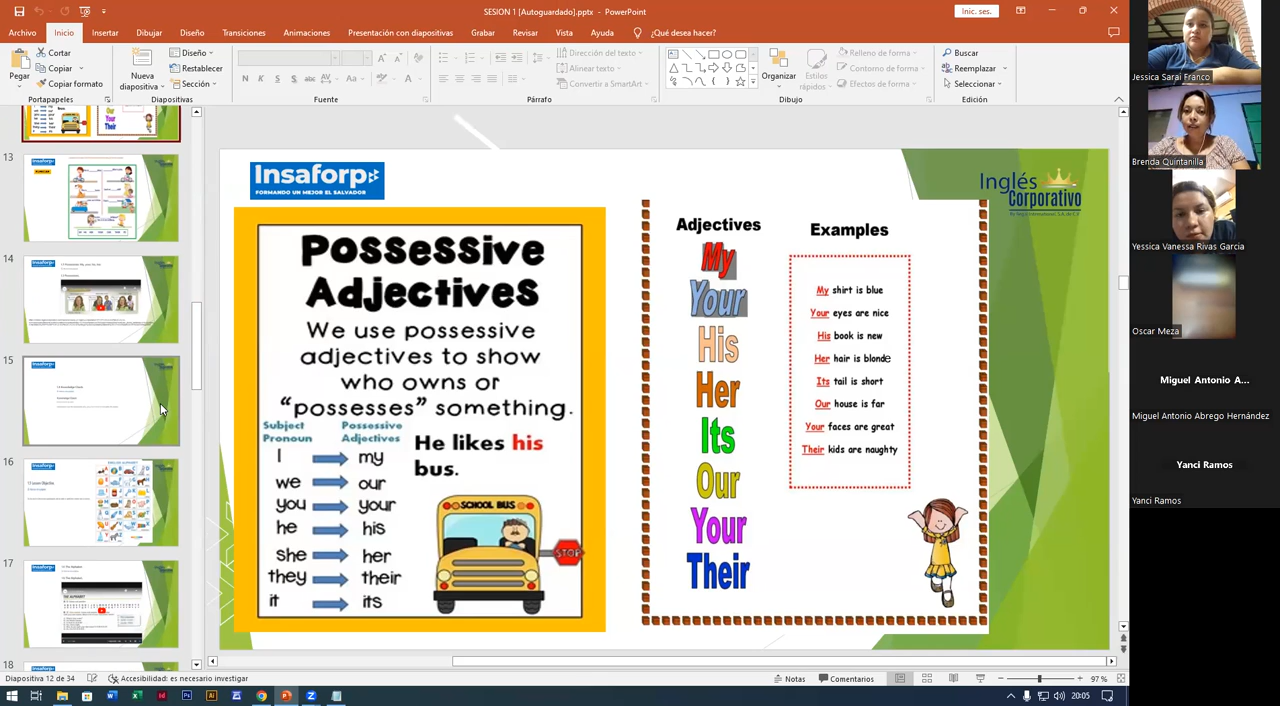 SESION 1 [Autoguardado].pptx - PowerPoint
Inic. ses.
Archivo Inicio Insertar Dibujar Diseño Transiciones Animaciones Presentación con diapositivas Grabar Revisar Vista Ayuda ¿Qué desea hacer?
Pegar
Cortar
Copiar
Copiar formato
Portapapeles
Nueva
diapositiva
Diseño
Restablecer
Sección
Diapositivas
N K S S abc AV Aa A
Fuente
Dirección del texto
Alinear texto
Convertir a SmartArt
Párrafo
Organizar
Estilos
rápidos
Relleno de forma
Contorno de forma
Efectos de forma
Dibujo
Buscar
Reemplazar
Seleccionar
Edición
Your
Their
13
14
15
16
17
18
Insaforp
FORMANDO UN MEJOR EL SALVADOR
Inglés
Corporativo
Possessive
Adjectives
We use possessive
adjectives to show
who owns or
“possesses” something.
Subject
Pronoun
Possessive
Adjectives
I my
we our
you your
he his
she her
they their
it its
He likes his
bus.
SCHOOL BUS
STOP
Adjectives
My
Your
His
Her
Its
Our
Your
Their
Examples
My shirt is blue
Your eyes are nice
His book is new
Her hair is blonde
Its tail is short
Our house is far
Your faces are great
Their kids are naughty
Jessica Sarai Franco
Brenda Quintanilla
Yessica Vanessa Rivas Garcia
Oscar Meza
Miguel Antonio A...
Miguel Antonio Abrego Hernández
Yanci Ramos
Yanci Ramos
Diapositiva 12 de 34
Accesibilidad: es necesario investigar
Notas
Comentarios
97 %
20:05